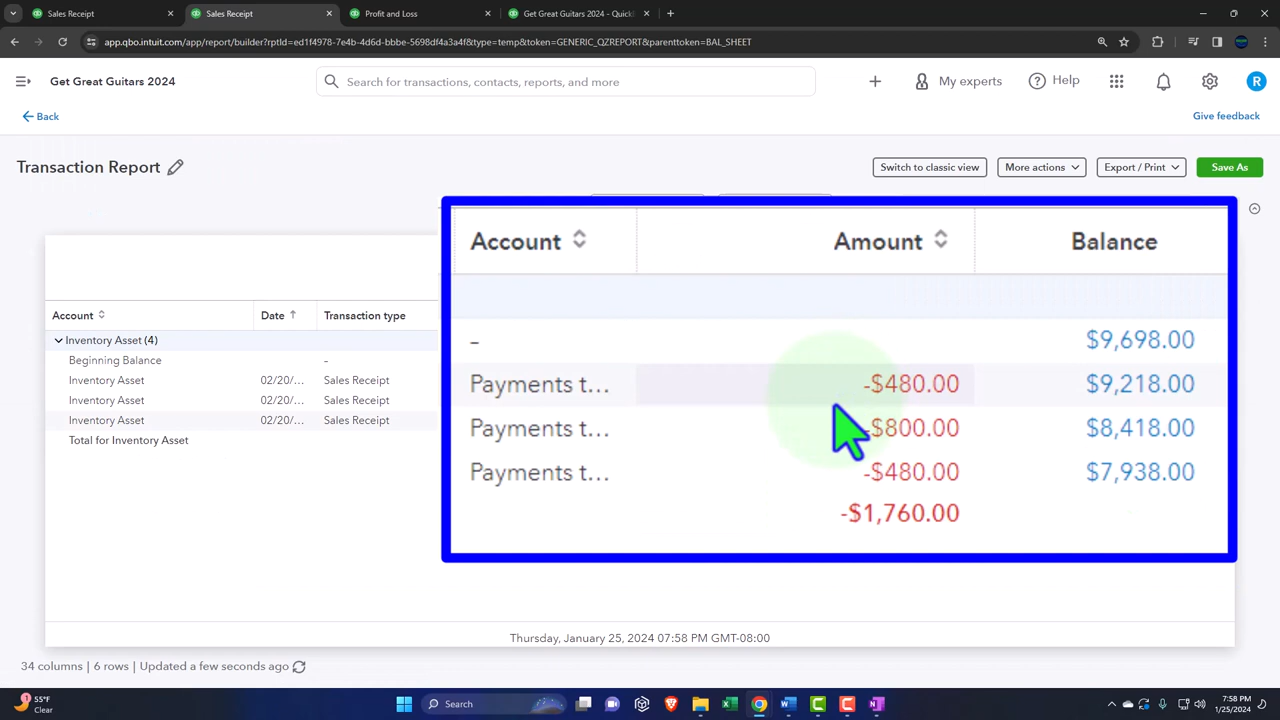 Sales Receipt Sales Receipt Profit and Loss Get Great Guitars 2024 - Quick
app.qbo.intuit.com/app/report/builder?rptId=ed1f4978-7e4b-4d6d-bbbe-5698df4a3a4f&type=temp&token=GENERIC_QZREPORT&parenttoken=BAL_SHEET
Get Great Guitars 2024 Search for transactions, contacts, reports, and more My experts Help R
Back Give feedback
Transaction Report Switch to classic view More actions Export / Print Save As
Account Amount Balance
Account Date Transaction type
Inventory Asset (4)
Beginning Balance – – $9,698.00
Inventory Asset 02/20/... Sales Receipt Payments t... -$480.00 $9,218.00
Inventory Asset 02/20/... Sales Receipt Payments t... -$800.00 $8,418.00
Inventory Asset 02/20/... Sales Receipt Payments t... -$480.00 $7,938.00
Total for Inventory Asset -$1,760.00
Thursday, January 25, 2024 07:58 PM GMT-08:00
34 columns | 6 rows | Updated a few seconds ago
1 55°F
Clear
Search
7:58 PM
1/25/2024